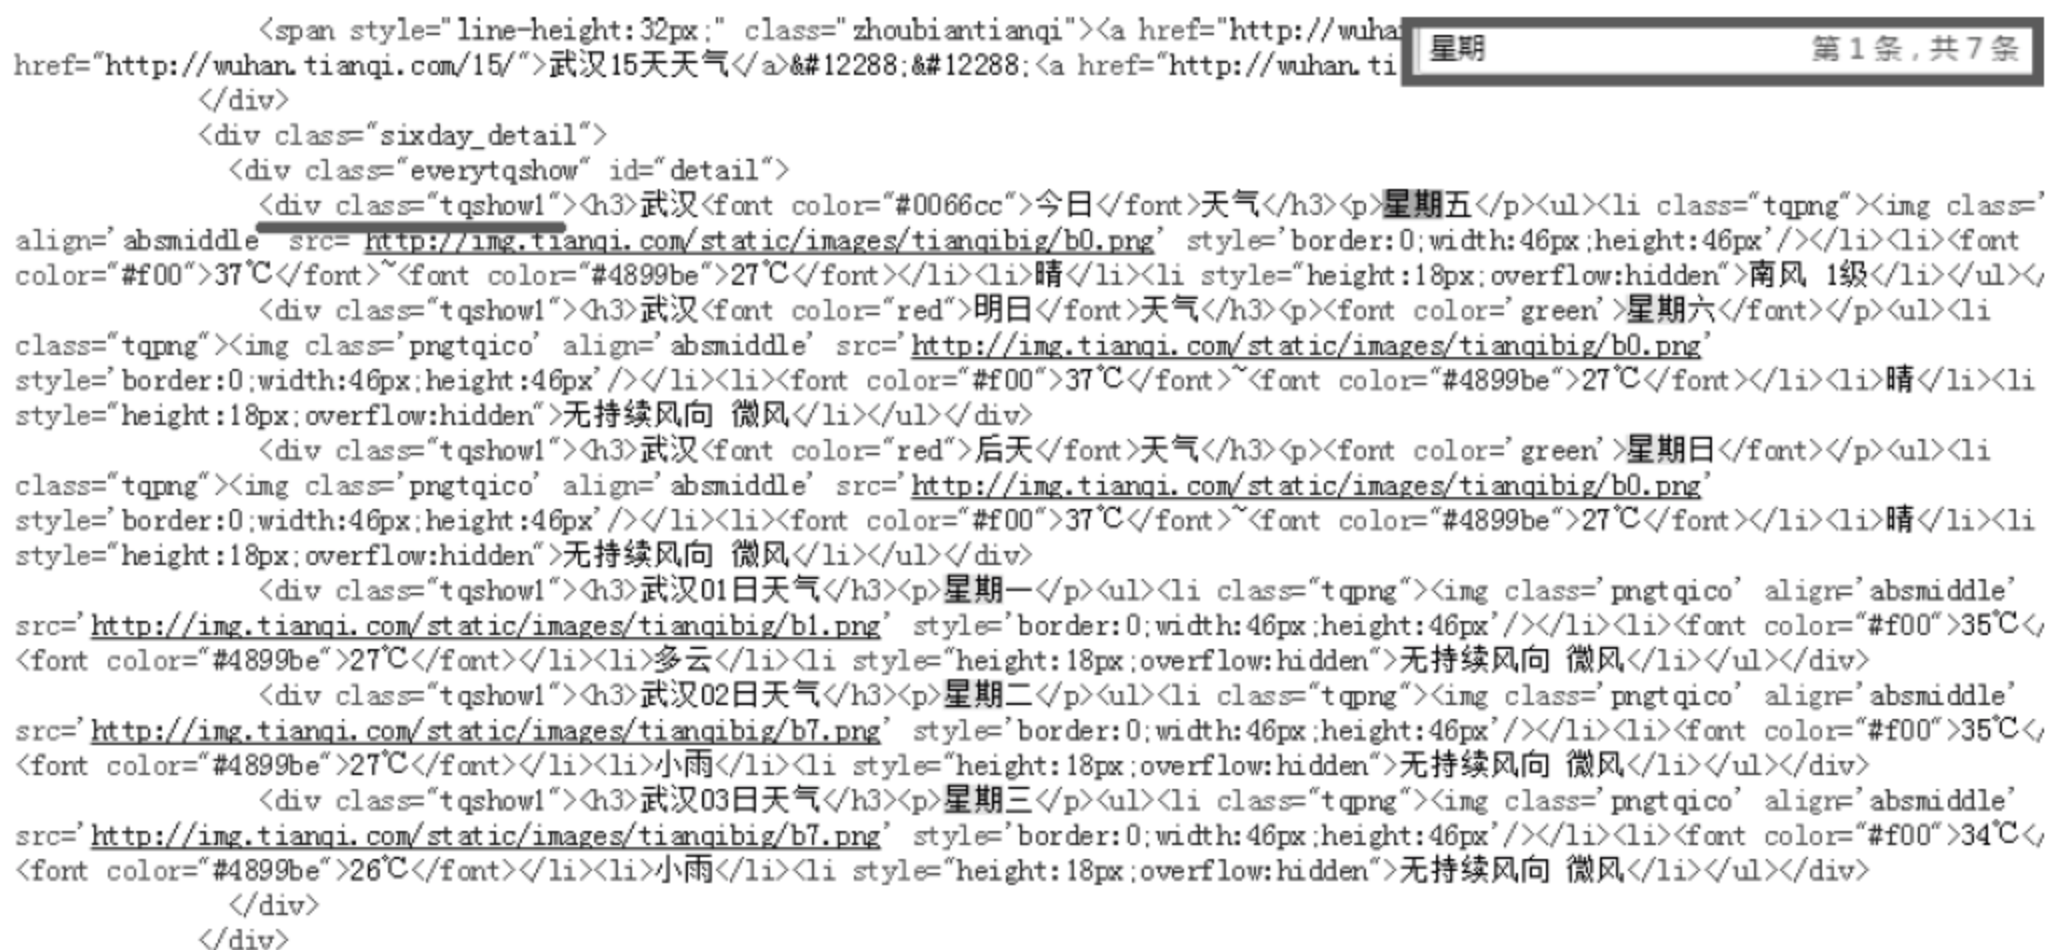 <span style="line-height:32px;" class="zhoubiantianqi"><a href="http://wuha
星期 第 1 条 , 共 7 条
href="http://wuhan.tianqi.com/15/">武汉15天天气</a>&#12288;&#12288;<a href="http://wuhan.ti
</div>
<div class="sixday_detail">
<div class="everytqshow" id="detail">
<div class="tqshow1"><h3>武汉<font color="#0066cc">今日</font>天气</h3><p>星期五</p><ul><li class="tqpng"><img class='
align='absmiddle' src='http://img.tianqi.com/static/images/tianqibig/b0.png' style='border:0;width:46px;height:46px'/></li><li><font
color="#f00">37℃</font>~<font color="#4899be">27℃</font></li><li>晴</li><li style="height:18px;overflow:hidden">南风 1级</li></ul></
<div class="tqshow1"><h3>武汉<font color="red">明日</font>天气</h3><p><font color='green'>星期六</font></p><ul><li
class="tqpng"><img class='pngtqico' align='absmiddle' src='http://img.tianqi.com/static/images/tianqibig/b0.png'
style='border:0;width:46px;height:46px'/></li><li><font color="#f00">37℃</font>~<font color="#4899be">27℃</font></li><li>晴</li><li
style="height:18px;overflow:hidden">无持续风向 微风</li></ul></div>
<div class="tqshow1"><h3>武汉<font color="red">后天</font>天气</h3><p><font color='green'>星期日</font></p><ul><li
class="tqpng"><img class='pngtqico' align='absmiddle' src='http://img.tianqi.com/static/images/tianqibig/b0.png'
style='border:0;width:46px;height:46px'/></li><li><font color="#f00">37℃</font>~<font color="#4899be">27℃</font></li><li>晴</li><li
style="height:18px;overflow:hidden">无持续风向 微风</li></ul></div>
<div class="tqshow1"><h3>武汉01日天气</h3><p>星期一</p><ul><li class="tqpng"><img class='pngtqico' align='absmiddle'
src='http://img.tianqi.com/static/images/tianqibig/b1.png' style='border:0;width:46px;height:46px'/></li><li><font color="#f00">35℃</
<font color="#4899be">27℃</font></li><li>多云</li><li style="height:18px;overflow:hidden">无持续风向 微风</li></ul></div>
<div class="tqshow1"><h3>武汉02日天气</h3><p>星期二</p><ul><li class="tqpng"><img class='pngtqico' align='absmiddle'
src='http://img.tianqi.com/static/images/tianqibig/b7.png' style='border:0;width:46px;height:46px'/></li><li><font color="#f00">35℃</
<font color="#4899be">27℃</font></li><li>小雨</li><li style="height:18px;overflow:hidden">无持续风向 微风</li></ul></div>
<div class="tqshow1"><h3>武汉03日天气</h3><p>星期三</p><ul><li class="tqpng"><img class='pngtqico' align='absmiddle'
src='http://img.tianqi.com/static/images/tianqibig/b7.png' style='border:0;width:46px;height:46px'/></li><li><font color="#f00">34℃</
<font color="#4899be">26℃</font></li><li>小雨</li><li style="height:18px;overflow:hidden">无持续风向 微风</li></ul></div>
</div>
</div>